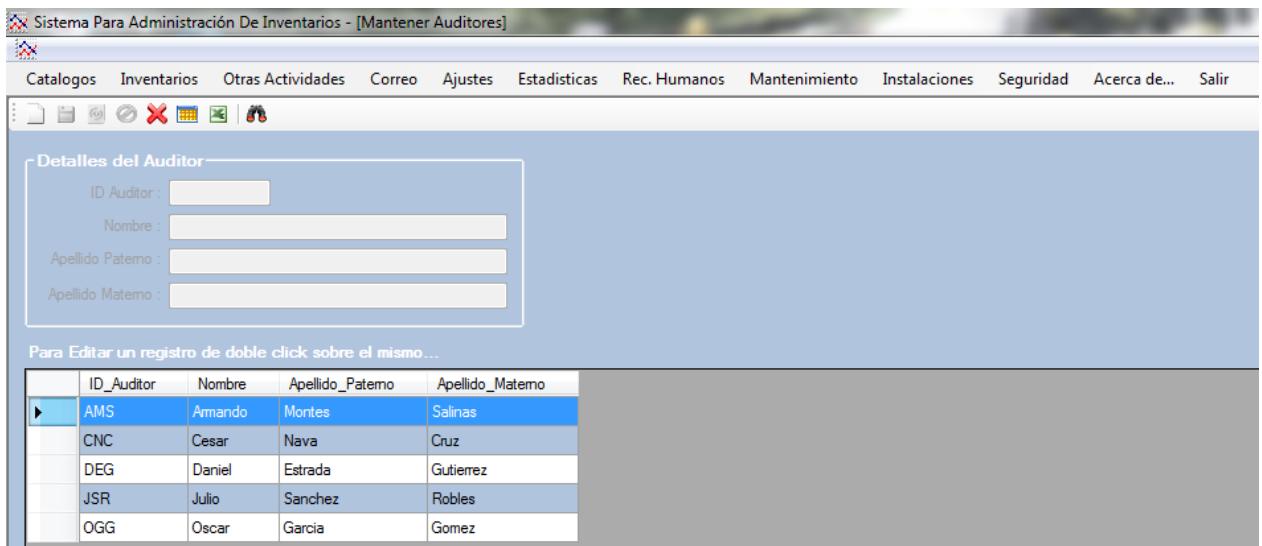 Sistema Para Administración De Inventarios - [Mantener Auditores]
Catalogos Inventarios Otras Actividades Correo Ajustes Estadisticas Rec. Humanos Mantenimiento Instalaciones Seguridad Acerca de... Salir
Detalles del Auditor
ID Auditor :
Nombre :
Apellido Paterno :
Apellido Materno :
Para Editar un registro de doble click sobre el mismo...
ID_Auditor Nombre Apellido_Paterno Apellido_Materno
AMS Armando Montes Salinas
CNC Cesar Nava Cruz
DEG Daniel Estrada Gutierrez
JSR Julio Sanchez Robles
OGG Oscar Garcia Gomez